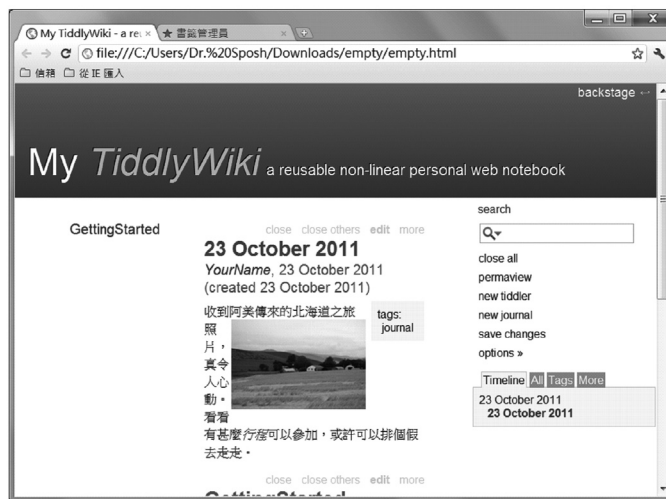 My TiddlyWiki - a reu
書籤管理員
file:///C:/Users/Dr.%20Sposh/Downloads/empty/empty.html
信箱 從 IE 匯入
backstage
My TiddlyWiki a reusable non-linear personal web notebook
GettingStarted
close close others edit more
23 October 2011
YourName, 23 October 2011
(created 23 October 2011)
收到阿美傳來的北海道之旅
照
片，
真令
人心
動。
看看
有甚麼行程可以參加，或許可以排個假
去走走。
tags:
journal
close close others edit more
GettingStarted
search
close all
permaview
new tiddler
new journal
save changes
options »
Timeline All Tags More
23 October 2011
23 October 2011